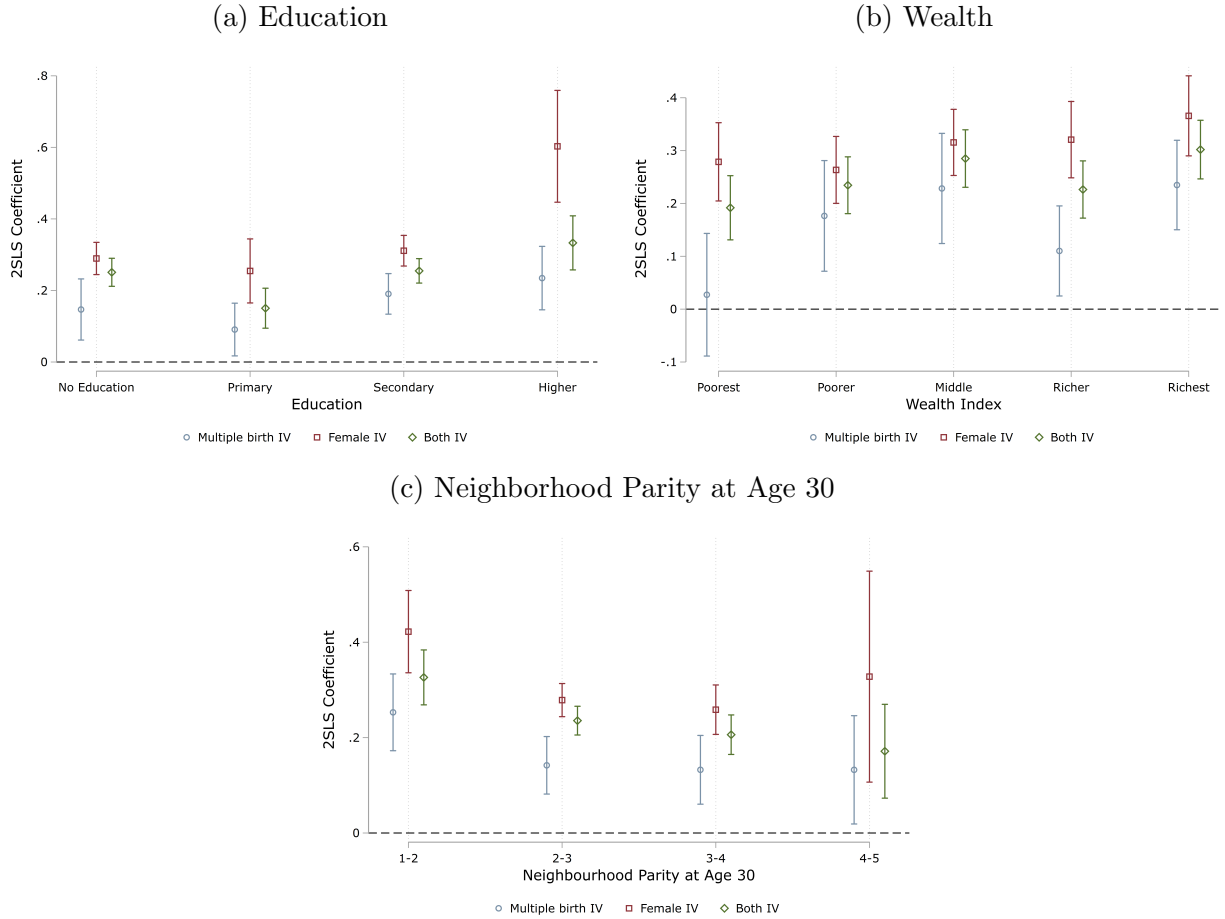 (a) Education
2SLS Coefficient
.8
.6
.4
.2
0
No Education
Primary
Secondary
Higher
Education
Multiple birth IV
Female IV
Both IV
(b) Wealth
2SLS Coefficient
.4
.3
.2
.1
0
-.1
Poorest
Poorer
Middle
Richer
Richest
Wealth Index
Multiple birth IV
Female IV
Both IV
(c) Neighborhood Parity at Age 30
2SLS Coefficient
.6
.4
.2
0
1-2
2-3
3-4
4-5
Neighbourhood Parity at Age 30
Multiple birth IV
Female IV
Both IV